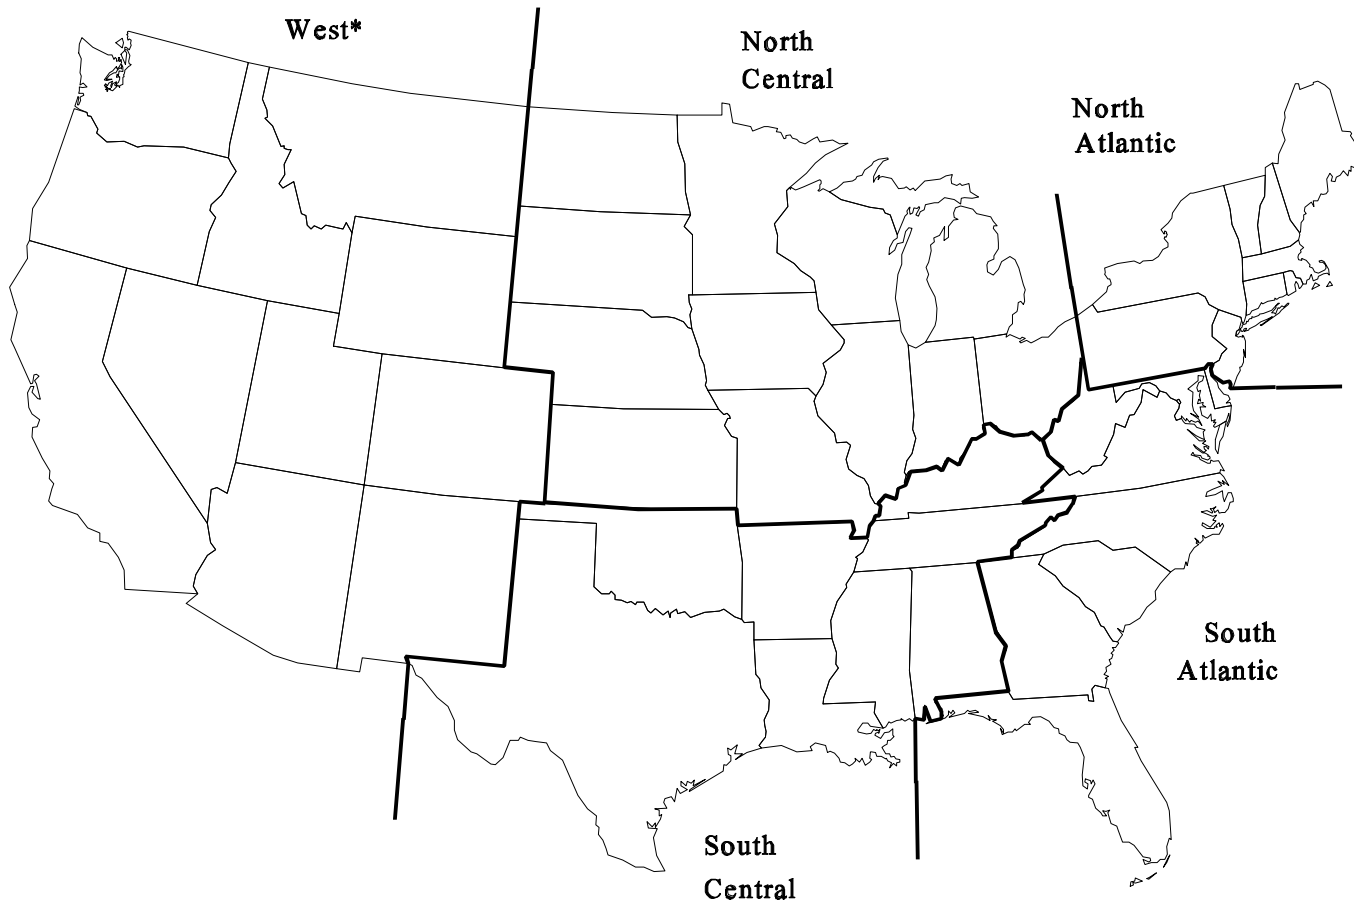 West*
North
Central
North
Atlantic
South
Atlantic
South
Central